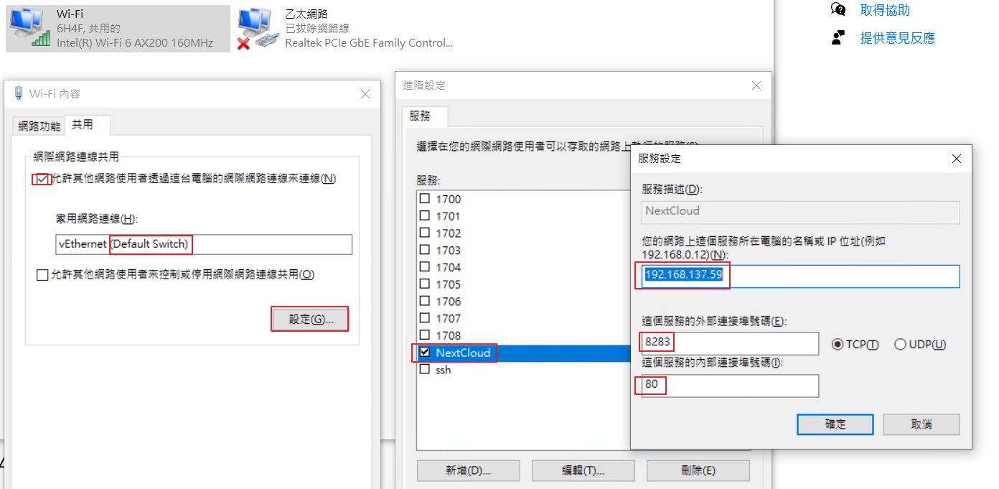 Wi-Fi
6H4F, 共用的
Intel(R) Wi-Fi 6 AX200 160MHz
乙太網路
已拔除網路線
Realtek PCIe GbE Family Control...
取得協助
提供意見反應
Wi-Fi 內容
網路功能
共用
網際網路連線共用
允許其他網路使用者透過這台電腦的網際網路連線來連線(N)
家用網路連線(H):
vEthernet (Default Switch)
允許其他網路使用者來控制或停用網際網路連線共用(O)
設定(G)...
進階設定
服務
選擇在您的網際網路使用者可以存取的網路上執行的服務(S)
服務:
1700
1701
1702
1703
1704
1705
1706
1707
1708
NextCloud
ssh
新增(D)...
編輯(T)...
刪除(E)
服務設定
服務描述(D):
NextCloud
您的網路上這個服務所在電腦的名稱或 IP 位址(例如
192.168.0.12)(N):
192.168.137.59
這個服務的外部連接埠號碼(E):
8283
TCP(T)
UDP(U)
這個服務的內部連接埠號碼(I):
80
確定
取消